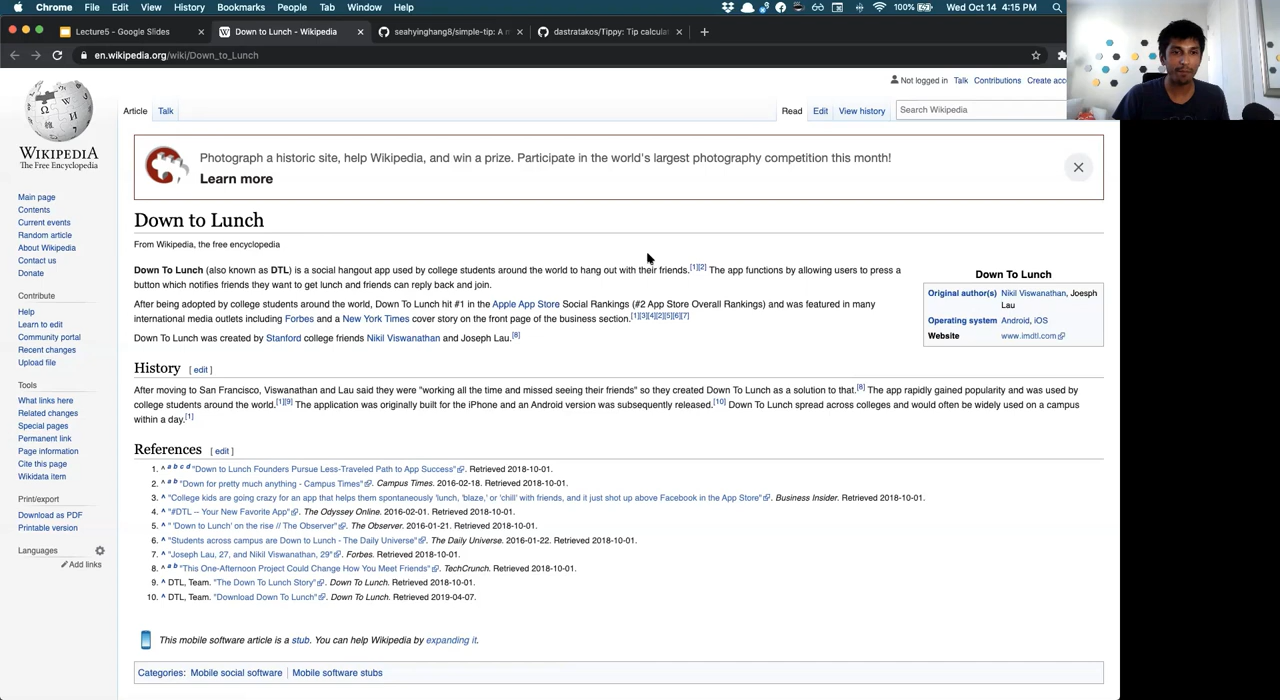 Chrome File Edit View History Bookmarks People Tab Window Help 100% Wed Oct 14 4:15 PM
Lecture5 - Google Slides Down to Lunch - Wikipedia seahyinghang8/simple-tip: A m dastratakos/Tippy: Tip calculat
en.wikipedia.org/wiki/Down_to_Lunch
Not logged in Talk Contributions Create acc
Article Talk Read Edit View history Search Wikipedia
WIKIPEDIA
The Free Encyclopedia
Main page
Contents
Current events
Random article
About Wikipedia
Contact us
Donate
Contribute
Help
Learn to edit
Community portal
Recent changes
Upload file
Tools
What links here
Related changes
Special pages
Permanent link
Page information
Cite this page
Wikidata item
Print/export
Download as PDF
Printable version
Languages
Add links
Photograph a historic site, help Wikipedia, and win a prize. Participate in the world's largest photography competition this month!
Learn more
Down to Lunch
From Wikipedia, the free encyclopedia
Down To Lunch (also known as DTL) is a social hangout app used by college students around the world to hang out with their friends.[1][2] The app functions by allowing users to press a
button which notifies friends they want to get lunch and friends can reply back and join.
After being adopted by college students around the world, Down To Lunch hit #1 in the Apple App Store Social Rankings (#2 App Store Overall Rankings) and was featured in many
international media outlets including Forbes and a New York Times cover story on the front page of the business section.[1][3][4][2][5][6][7]
Down To Lunch was created by Stanford college friends Nikil Viswanathan and Joseph Lau.[8]
Down To Lunch
Original author(s) Nikil Viswanathan, Joesph
Lau
Operating system Android, iOS
Website www.imdtl.com
History [ edit ]
After moving to San Francisco, Viswanathan and Lau said they were "working all the time and missed seeing their friends" so they created Down To Lunch as a solution to that.[8] The app rapidly gained popularity and was used by
college students around the world.[1][9] The application was originally built for the iPhone and an Android version was subsequently released.[10] Down To Lunch spread across colleges and would often be widely used on a campus
within a day.[1]
References [ edit ]
1. ^ a b c d "Down to Lunch Founders Pursue Less-Traveled Path to App Success". Retrieved 2018-10-01.
2. ^ a b "Down for pretty much anything - Campus Times". Campus Times. 2016-02-18. Retrieved 2018-10-01.
3. ^ "College kids are going crazy for an app that helps them spontaneously 'lunch, 'blaze,' or 'chill' with friends, and it just shot up above Facebook in the App Store". Business Insider. Retrieved 2018-10-01.
4. ^ "#DTL -- Your New Favorite App". The Odyssey Online. 2016-02-01. Retrieved 2018-10-01.
5. ^ " 'Down to Lunch' on the rise // The Observer". The Observer. 2016-01-21. Retrieved 2018-10-01.
6. ^ "Students across campus are Down to Lunch - The Daily Universe". The Daily Universe. 2016-01-22. Retrieved 2018-10-01.
7. ^ "Joseph Lau, 27, and Nikil Viswanathan, 29". Forbes. Retrieved 2018-10-01.
8. ^ a b "This One-Afternoon Project Could Change How You Meet Friends". TechCrunch. Retrieved 2018-10-01.
9. ^ DTL, Team. "The Down To Lunch Story". Down To Lunch. Retrieved 2018-10-01.
10. ^ DTL, Team. "Download Down To Lunch". Down To Lunch. Retrieved 2019-04-07.
This mobile software article is a stub. You can help Wikipedia by expanding it.
Categories: Mobile social software Mobile software stubs